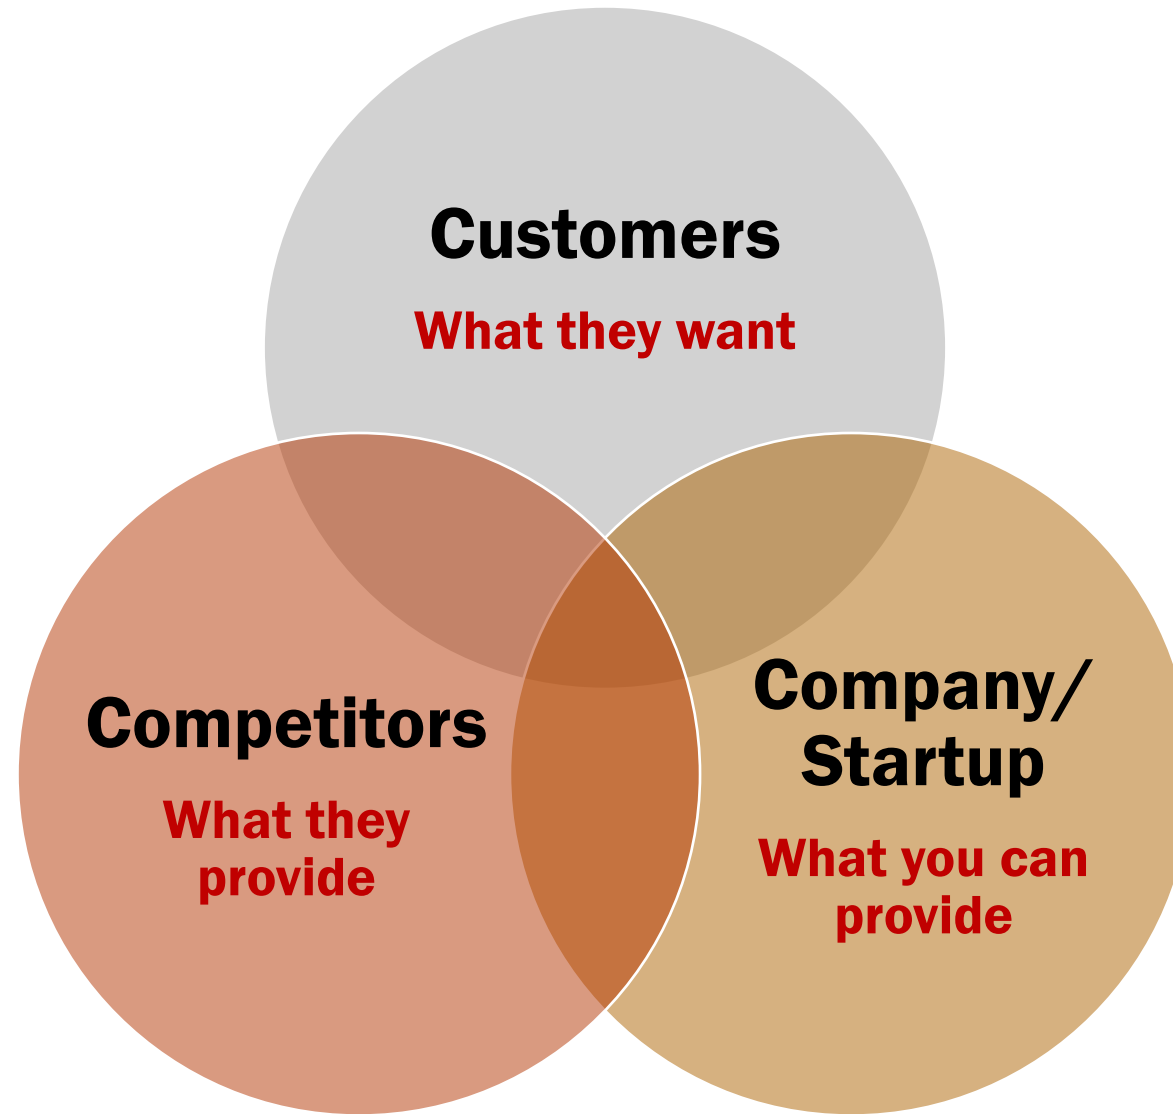 Customers
What they want
Competitors
What they
provide
Company/
Startup
What you can
provide